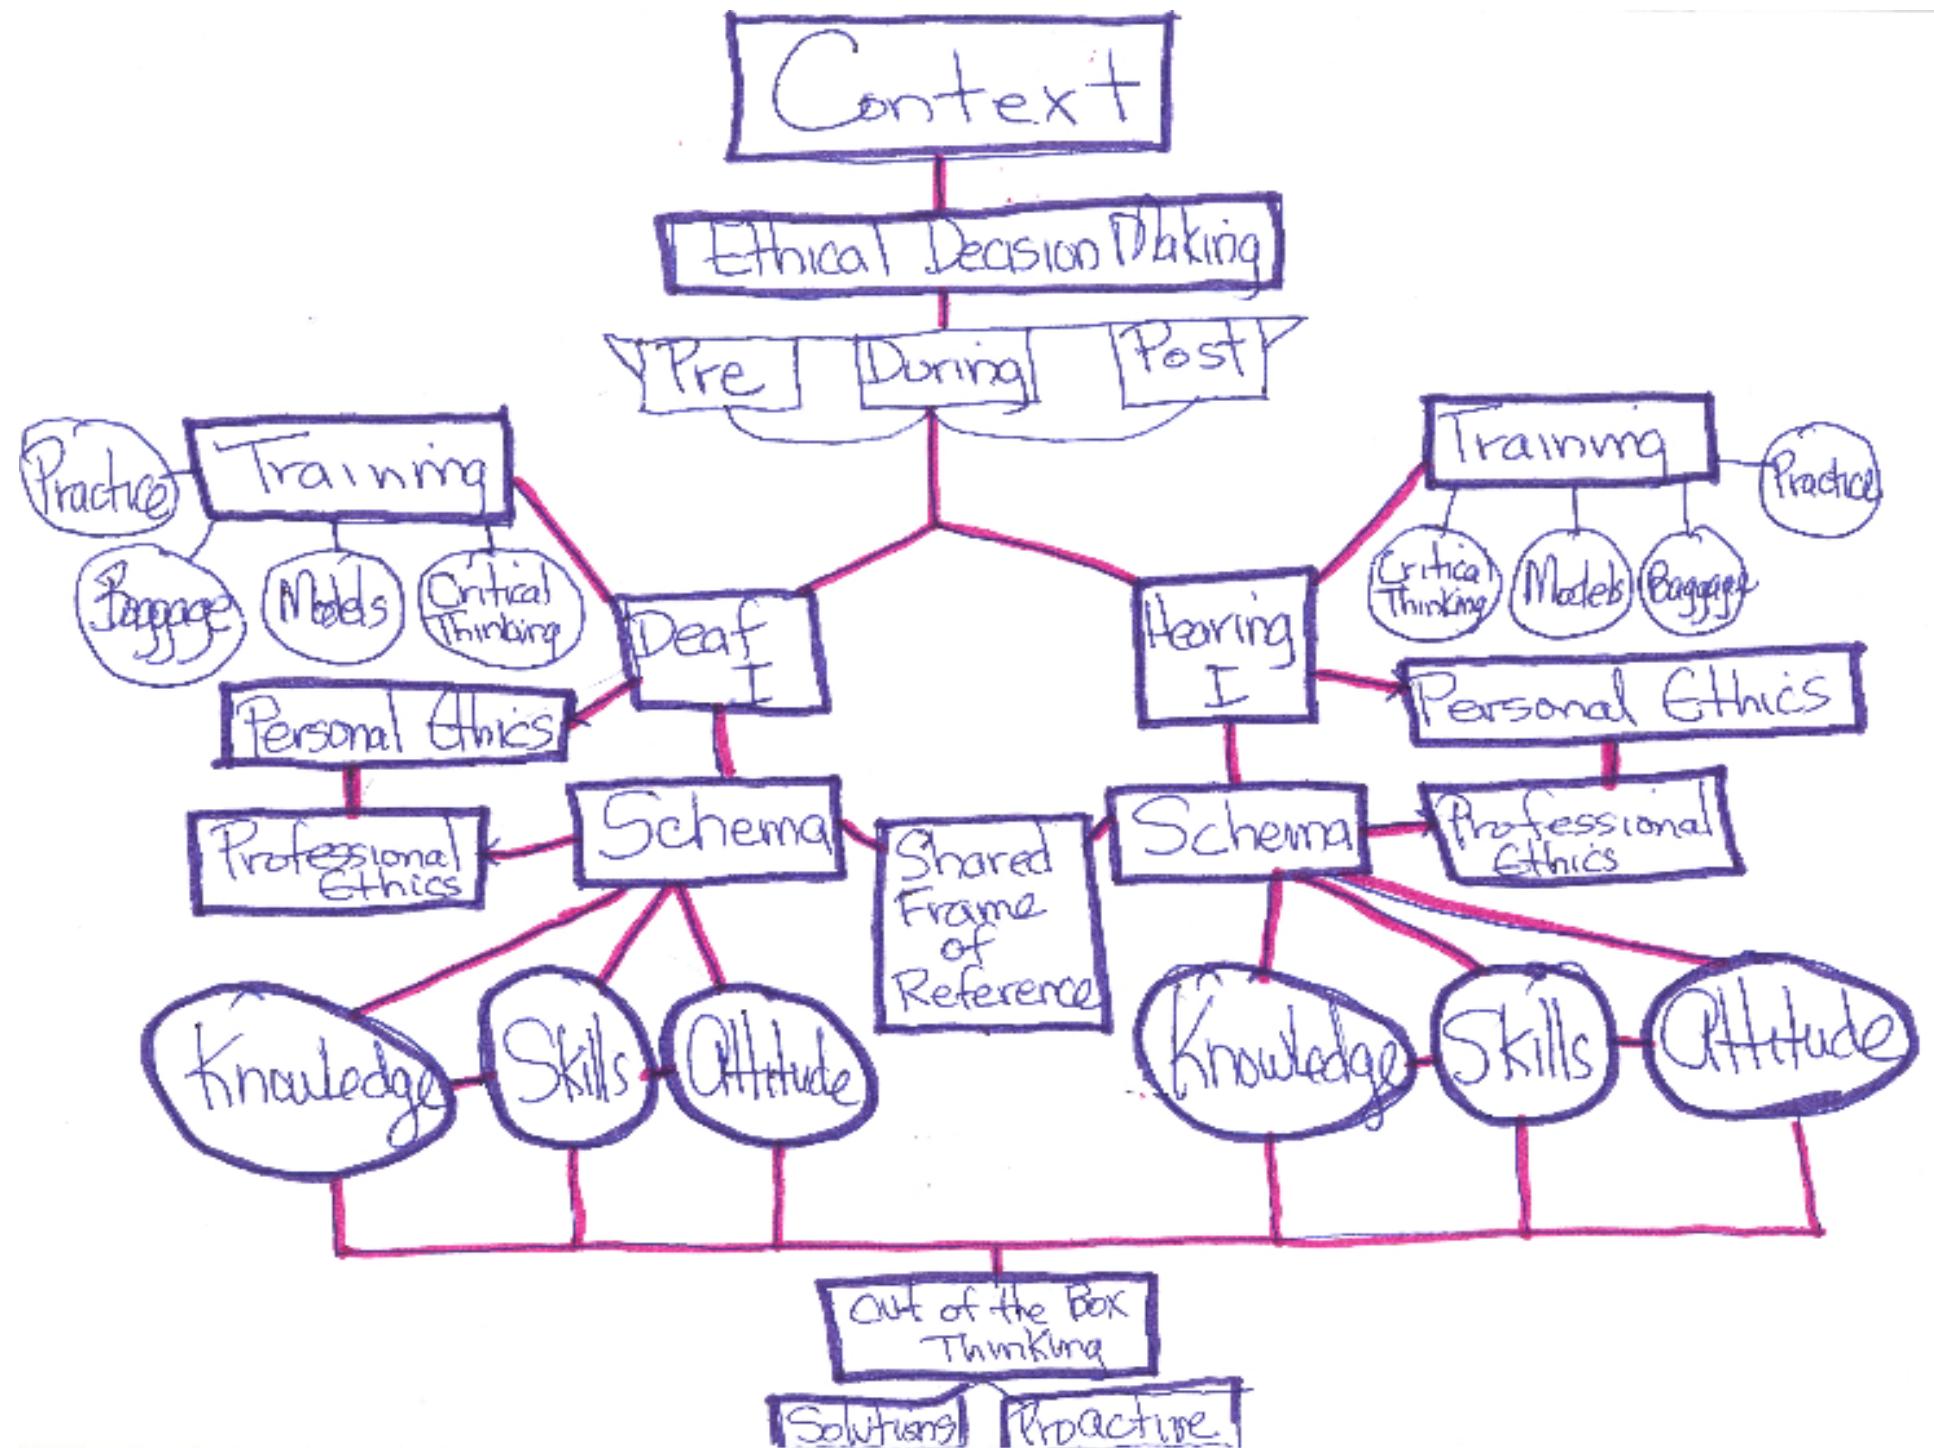 Context
Ethical Decision Making
Pre
During
Post
Training
Practice
Baggage
Models
Critical
Thinking
Training
Practice
Critical
Thinking
Models
Baggage
Deaf
I
Hearing
I
Personal Ethics
Personal Ethics
Schema
Schema
Professional
Ethics
Professional
Ethics
Shared
Frame
of
Reference
Knowledge
Skills
Attitude
Knowledge
Skills
Attitude
Out of the Box
Thinking
Solutions
Proactive